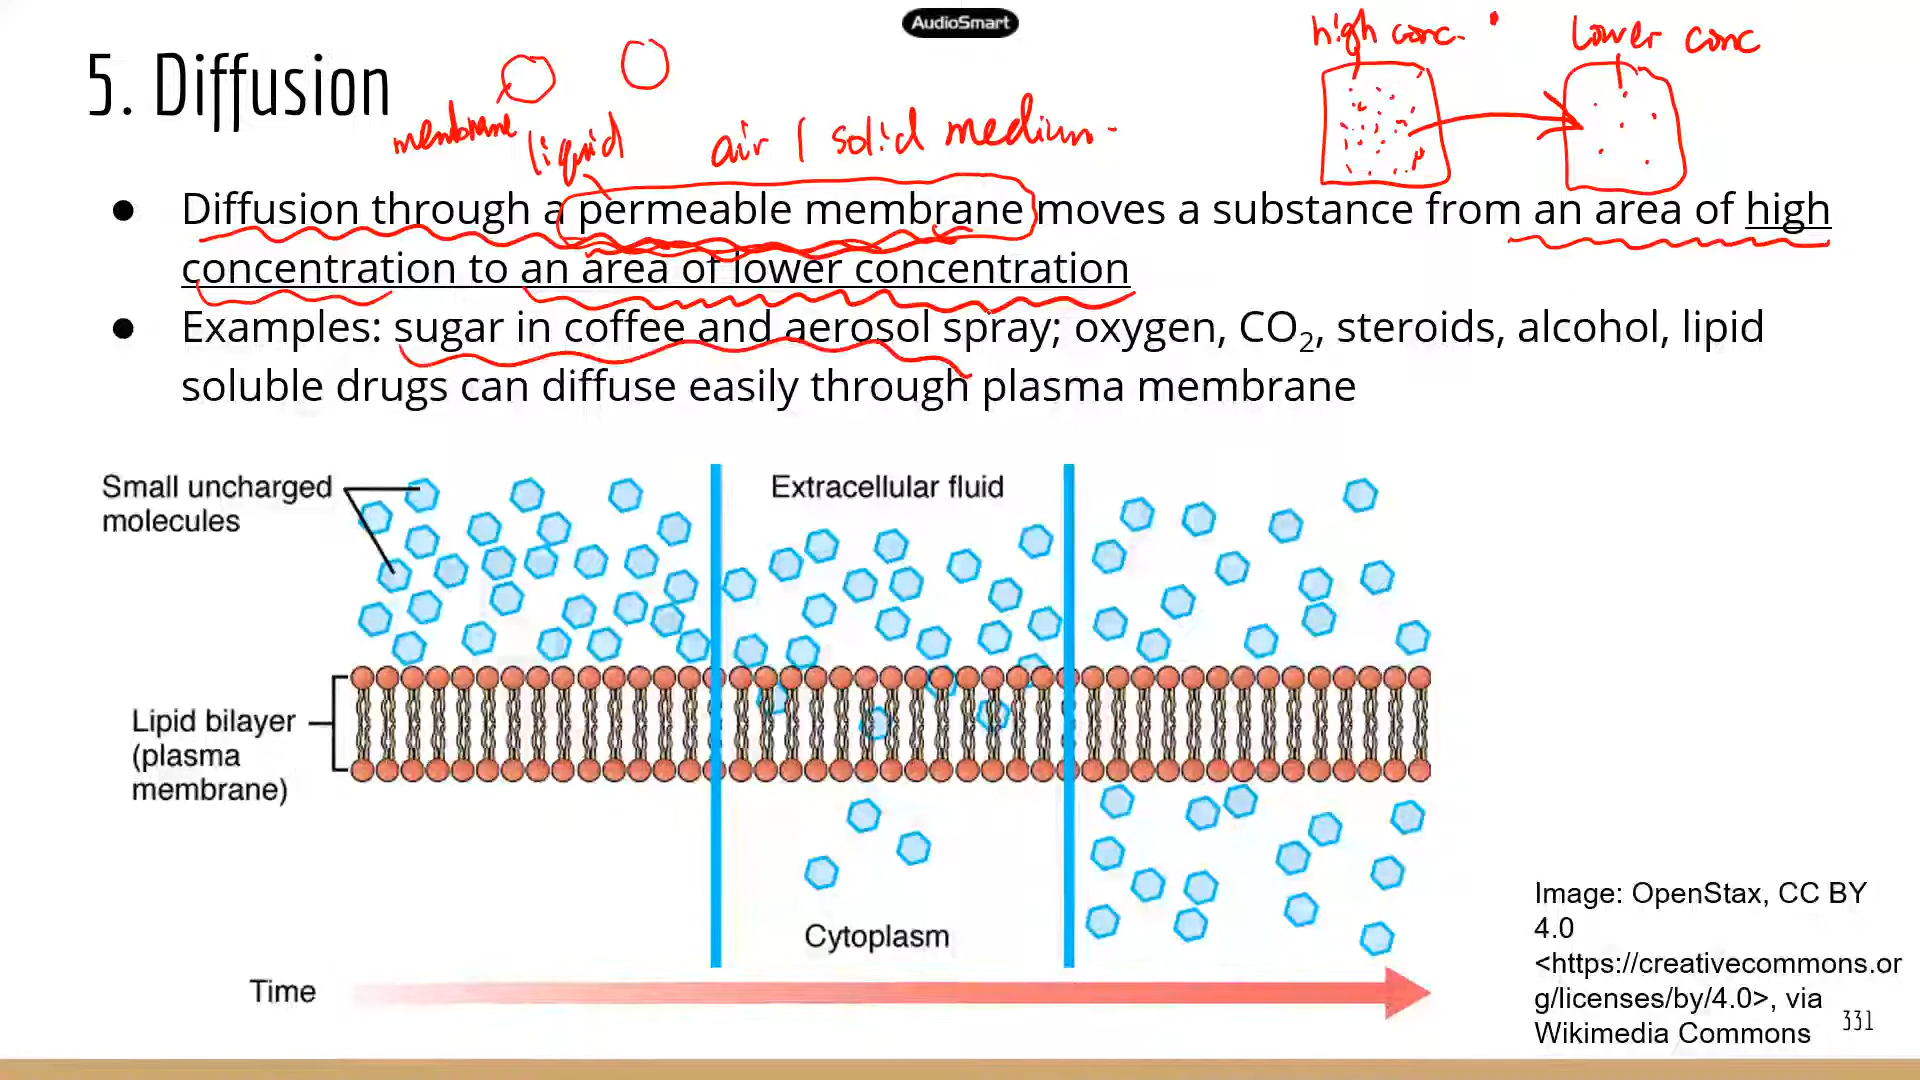 AudioSmart
high conc.
lower conc
5. Diffusion
membrane
liquid
air / solid medium.
● Diffusion through a permeable membrane moves a substance from an area of high
concentration to an area of lower concentration
● Examples: sugar in coffee and aerosol spray; oxygen, CO₂, steroids, alcohol, lipid
soluble drugs can diffuse easily through plasma membrane
Small uncharged
molecules
Extracellular fluid
Lipid bilayer
(plasma
membrane)
Cytoplasm
Time
Image: OpenStax, CC BY
4.0
<https://creativecommons.or
g/licenses/by/4.0>, via
Wikimedia Commons
331